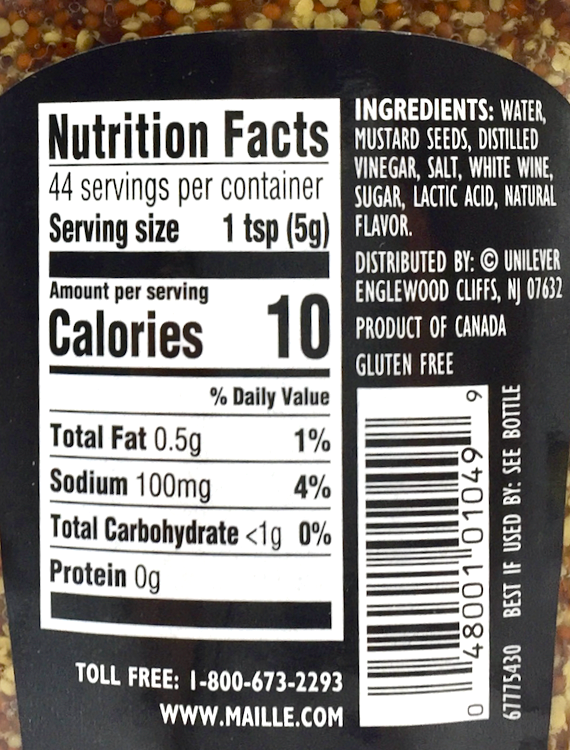 Nutrition Facts
44 servings per container
Serving size 1 tsp (5g)
Amount per serving
Calories 10
% Daily Value
Total Fat 0.5g 1%
Sodium 100mg 4%
Total Carbohydrate <1g 0%
Protein 0g
TOLL FREE: 1-800-673-2293
WWW.MAILLE.COM
INGREDIENTS: WATER,
MUSTARD SEEDS, DISTILLED
VINEGAR, SALT, WHITE WINE,
SUGAR, LACTIC ACID, NATURAL
FLAVOR.
DISTRIBUTED BY: © UNILEVER
ENGLEWOOD CLIFFS, NJ 07632
PRODUCT OF CANADA
GLUTEN FREE
0 48001 01049 9
67775430 BEST IF USED BY: SEE BOTTLE